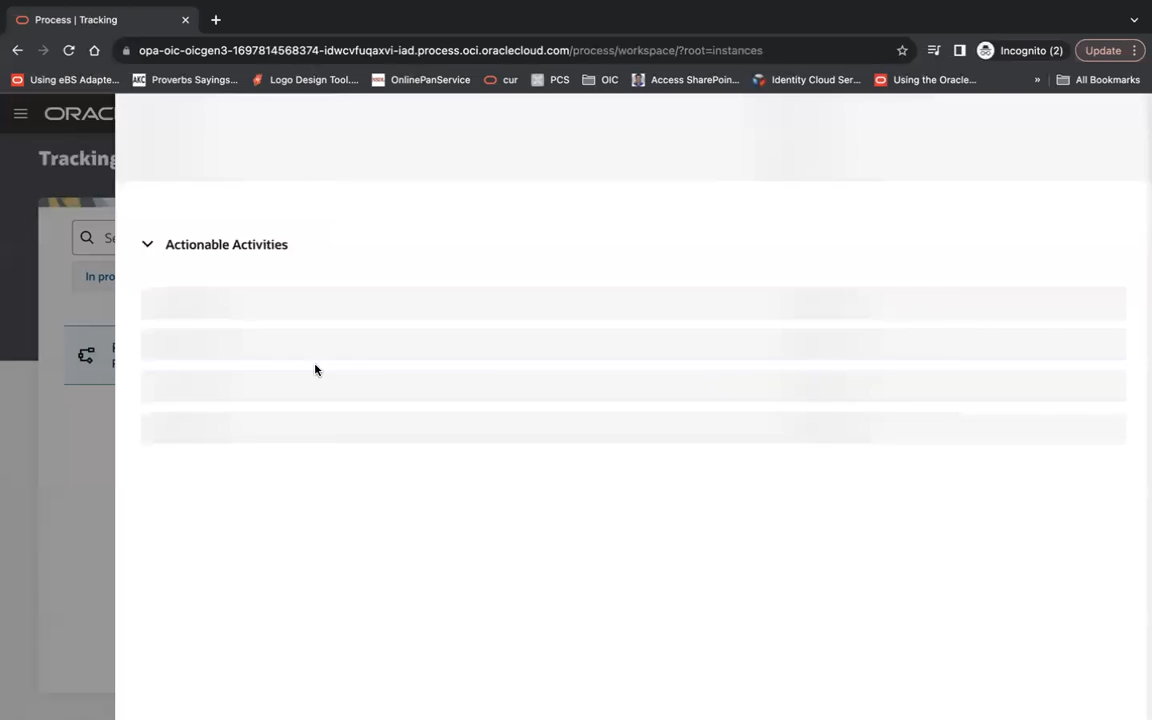 Process | Tracking
opa-oic-oicgen3-1697814568374-idwcvfuqaxvi-iad.process.oci.oraclecloud.com/process/workspace/?root=instances
Incognito (2)
Update
Using eBS Adapte...
Proverbs Sayings...
Logo Design Tool....
OnlinePanService
cur
PCS
OIC
Access SharePoin...
Identity Cloud Ser...
Using the Oracle...
»
All Bookmarks
ORAC
Tracking
Se
In pro
Actionable Activities